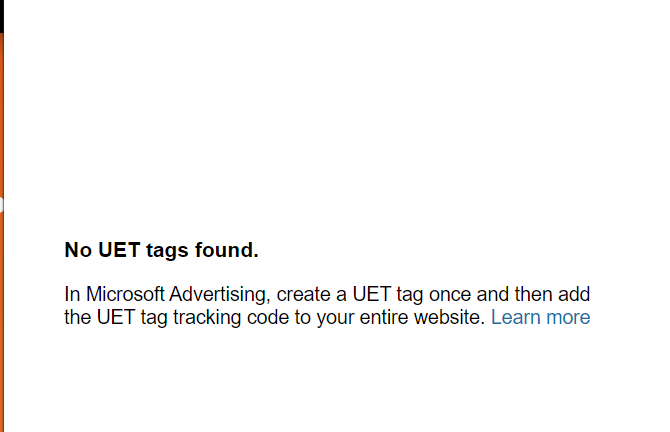 No UET tags found.
In Microsoft Advertising, create a UET tag once and then add
the UET tag tracking code to your entire website. Learn more